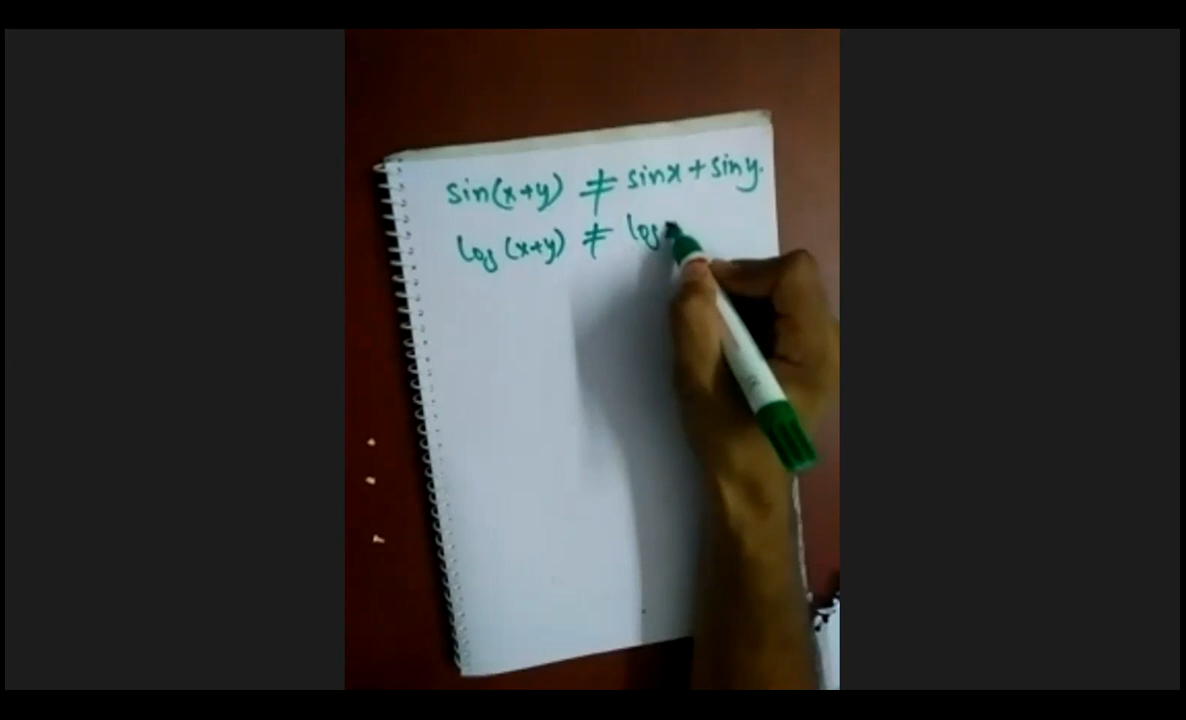 sin(x+y) ≠ sinx + siny.
log(x+y) ≠ log